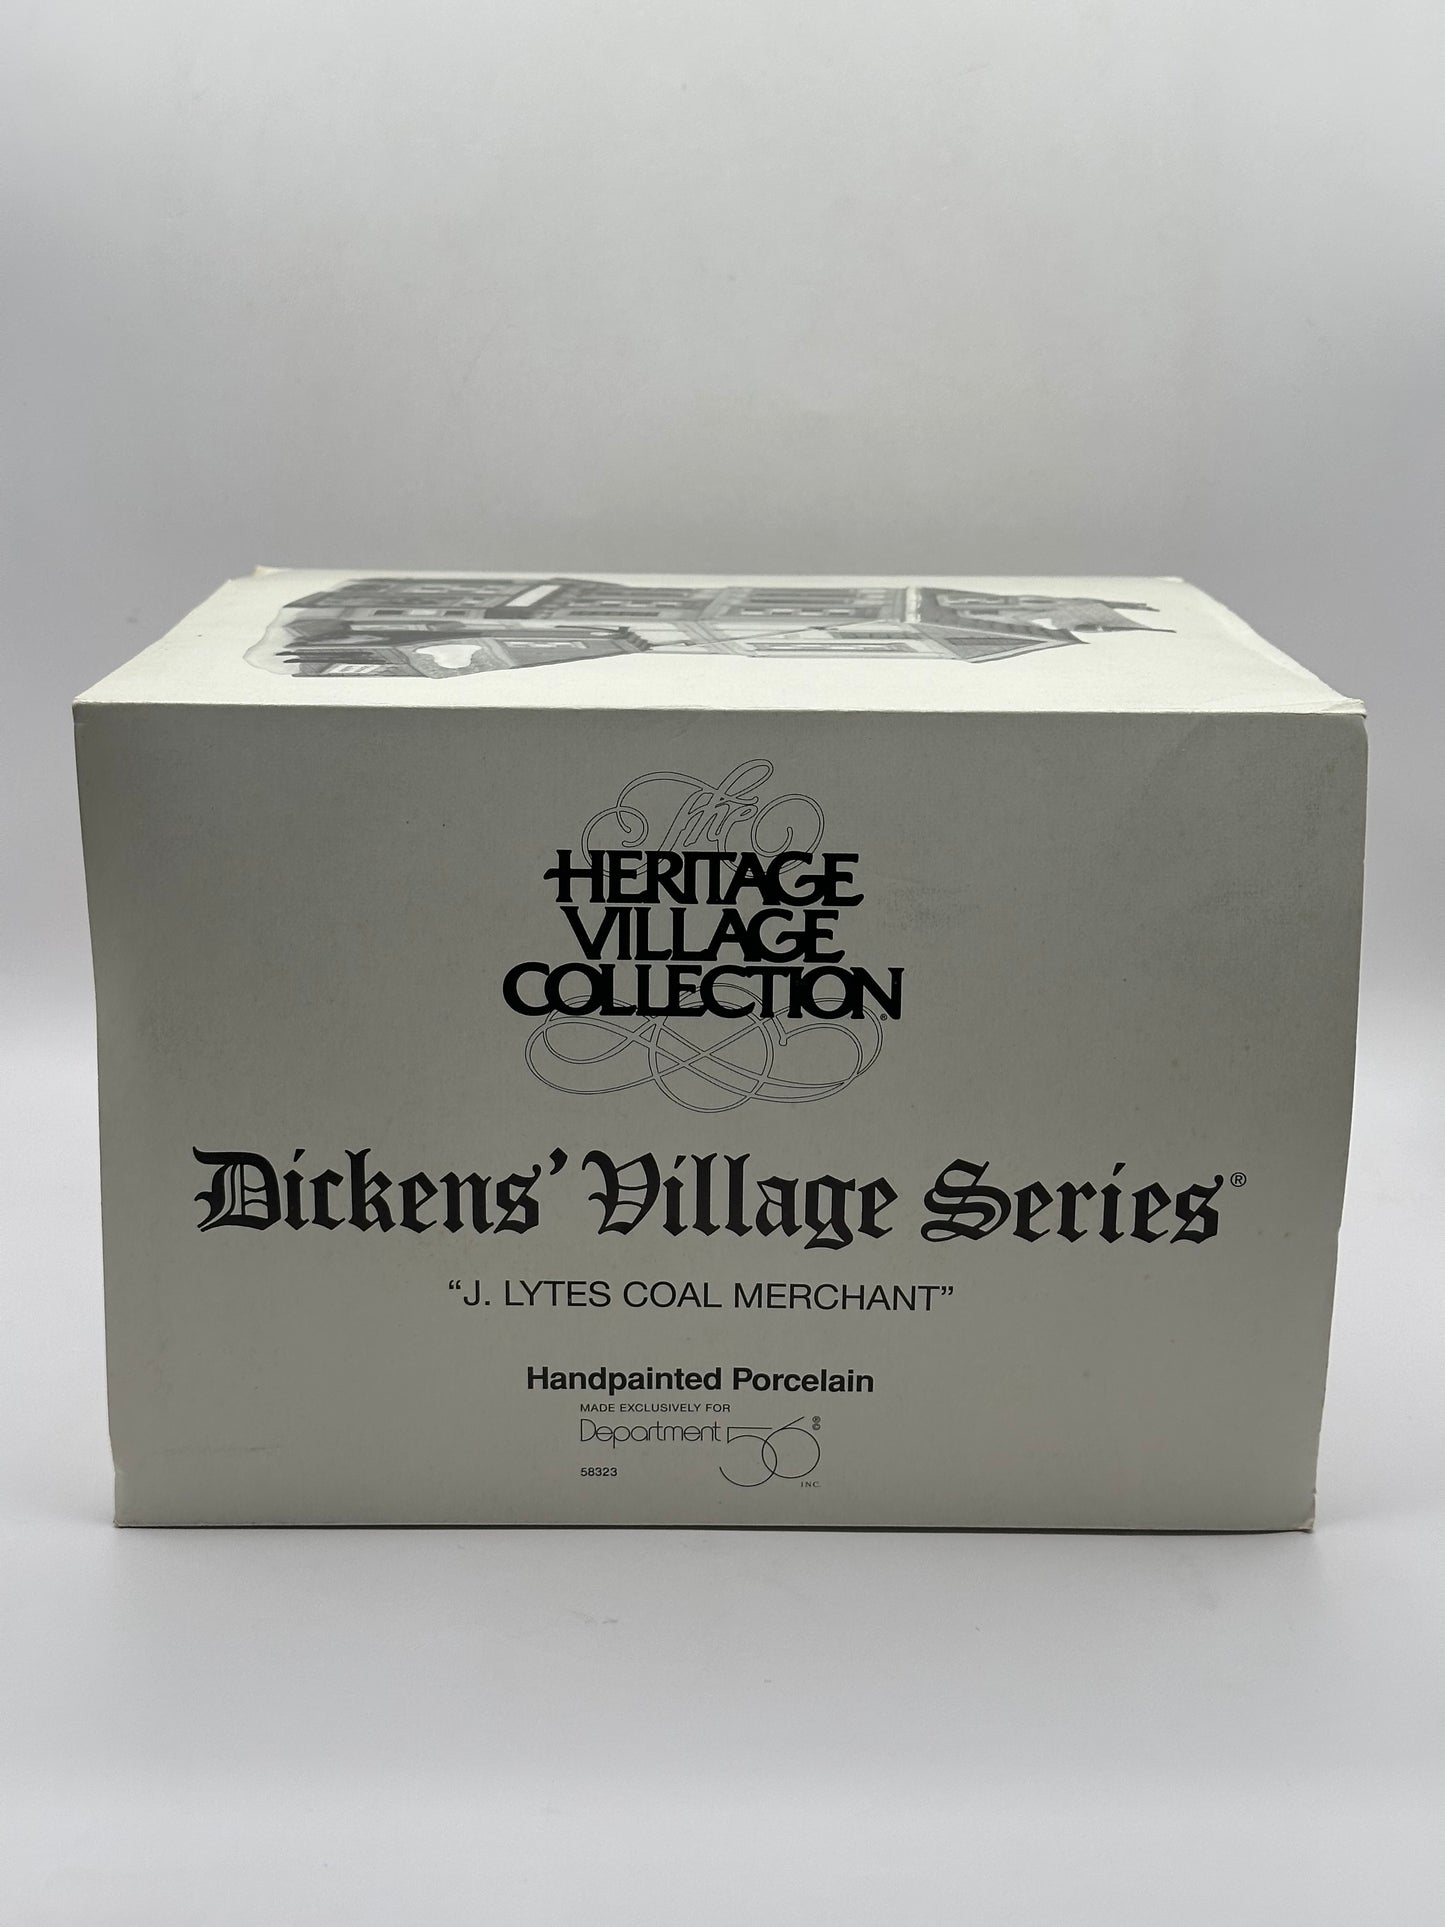 The
HERITAGE
VILLAGE
COLLECTION®
Dickens' Village Series®
“J. LYTES COAL MERCHANT”
Handpainted Porcelain
MADE EXCLUSIVELY FOR
Department 56®©
58323
INC.